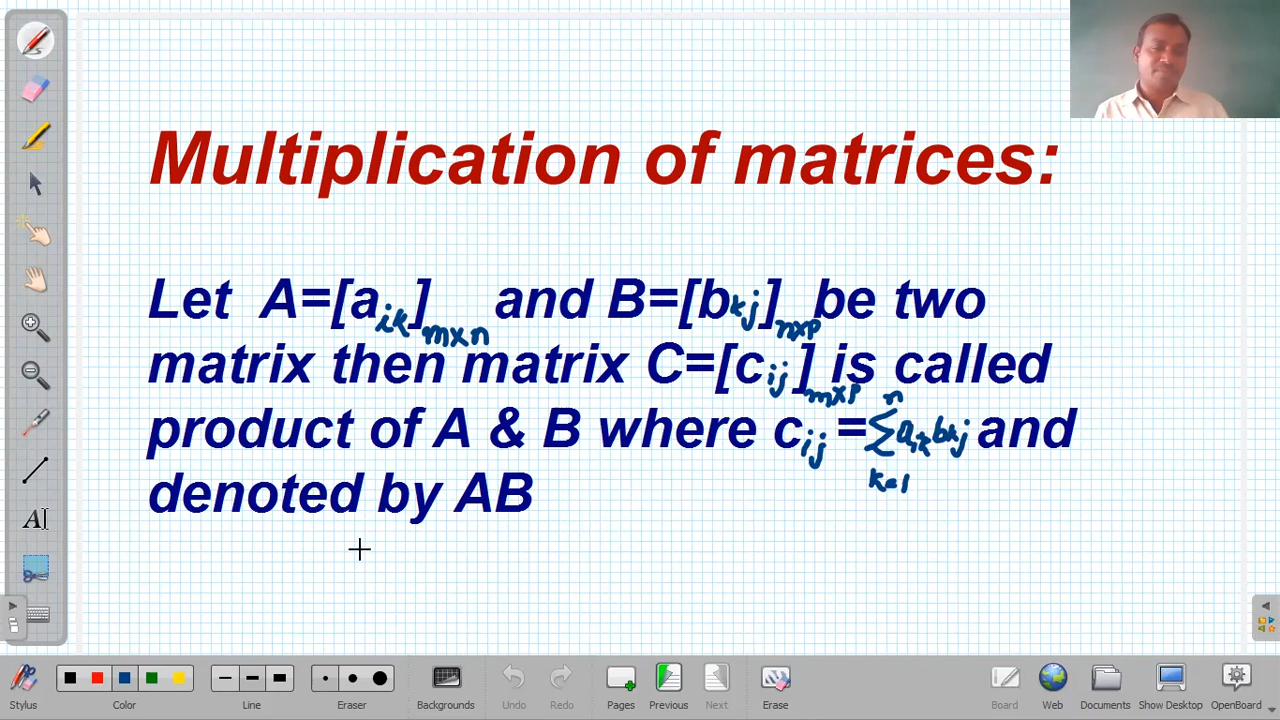 Multiplication of matrices:
Let A=[aik]m×n and B=[bkj]n×p be two
matrix then matrix C=[cij]m×p is called
product of A & B where cij = n∑k=1 aik bkj and
denoted by AB
A
Stylus
Color
Line
Eraser
Backgrounds
Undo
Redo
Pages
Previous
Next
Erase
Board
Web
Documents
Show Desktop
OpenBoard